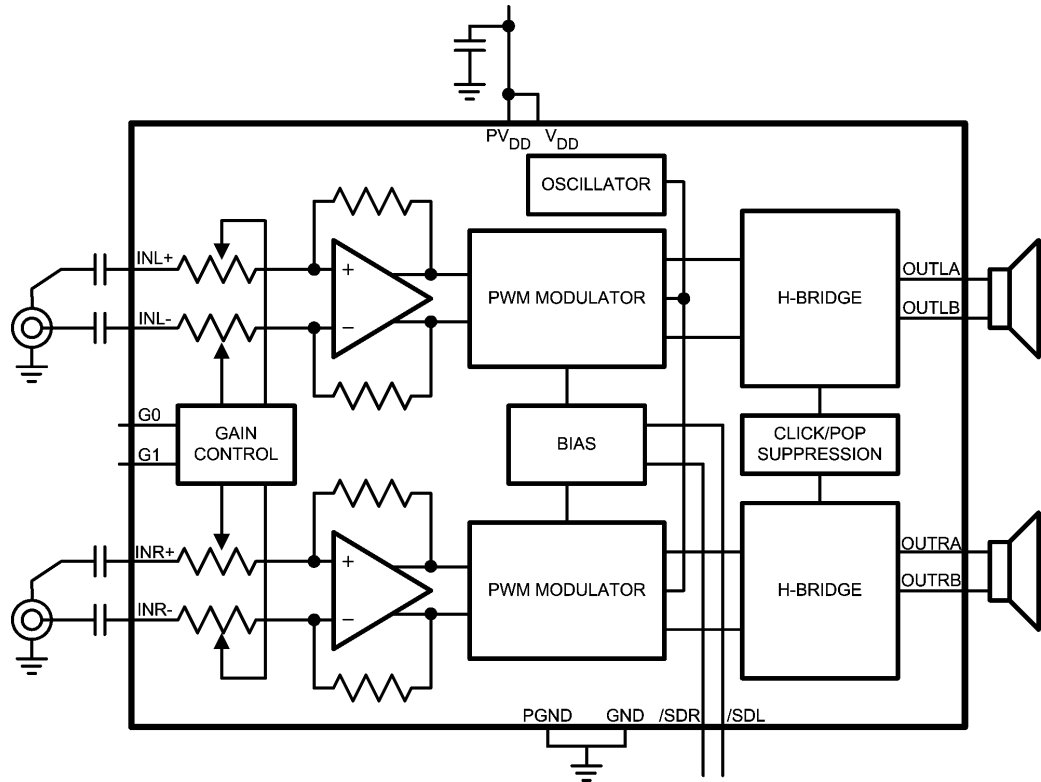 PVDD VDD
OSCILLATOR
INL+
+
PWM MODULATOR
H-BRIDGE
OUTLA
INL-
−
OUTLB
G0
GAIN
CONTROL
G1
BIAS
CLICK/POP
SUPPRESSION
INR+
+
PWM MODULATOR
H-BRIDGE
OUTRA
INR-
−
OUTRB
PGND GND /SDR /SDL